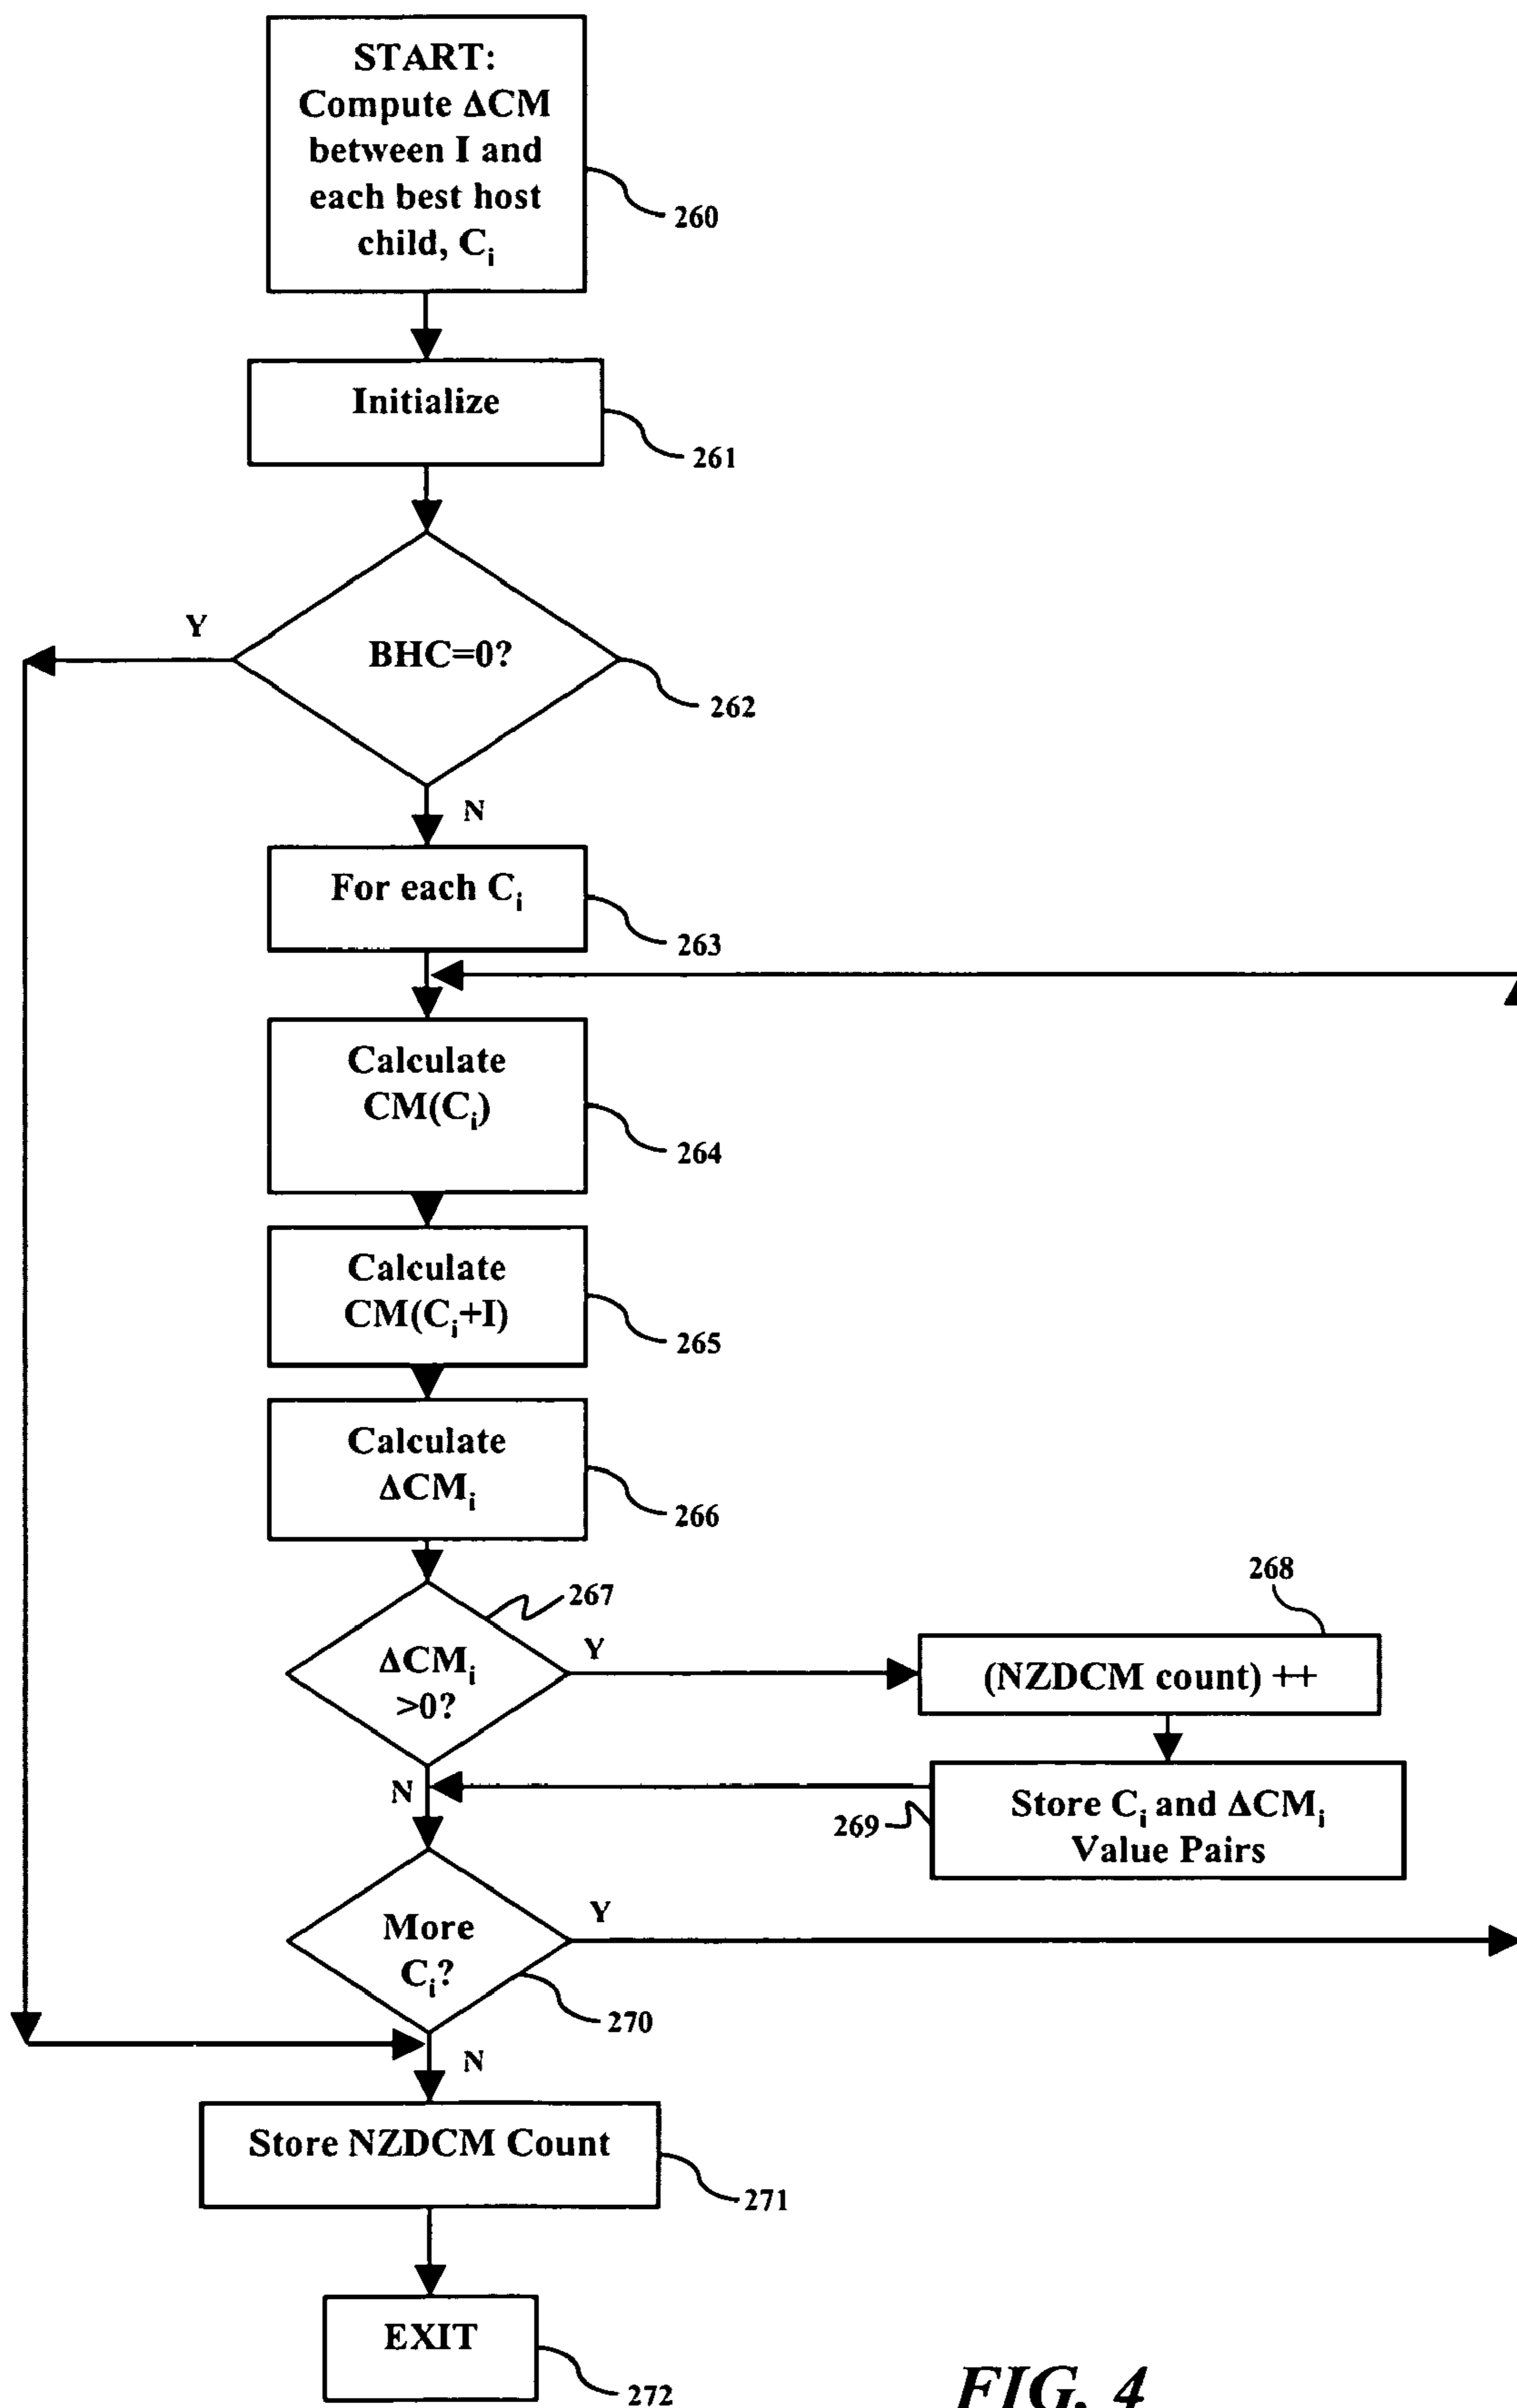 START:
Compute ΔCM
between I and
each best host
child, Cᵢ
260
Initialize
261
Y
BHC=0?
262
N
For each Cᵢ
263
Calculate
CM(Cᵢ)
264
Calculate
CM(Cᵢ+I)
265
Calculate
ΔCMᵢ
266
267
268
ΔCMᵢ
>0?
Y
(NZDCM count) ++
N
269
Store Cᵢ and ΔCMᵢ
Value Pairs
More
Cᵢ?
Y
270
N
Store NZDCM Count
271
EXIT
272
FIG. 4